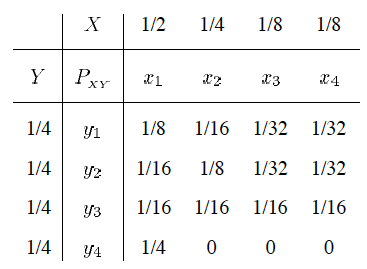 X 1/2 1/4 1/8 1/8
Y P_{XY} x_1 x_2 x_3 x_4
1/4 y_1 1/8 1/16 1/32 1/32
1/4 y_2 1/16 1/8 1/32 1/32
1/4 y_3 1/16 1/16 1/16 1/16
1/4 y_4 1/4 0 0 0